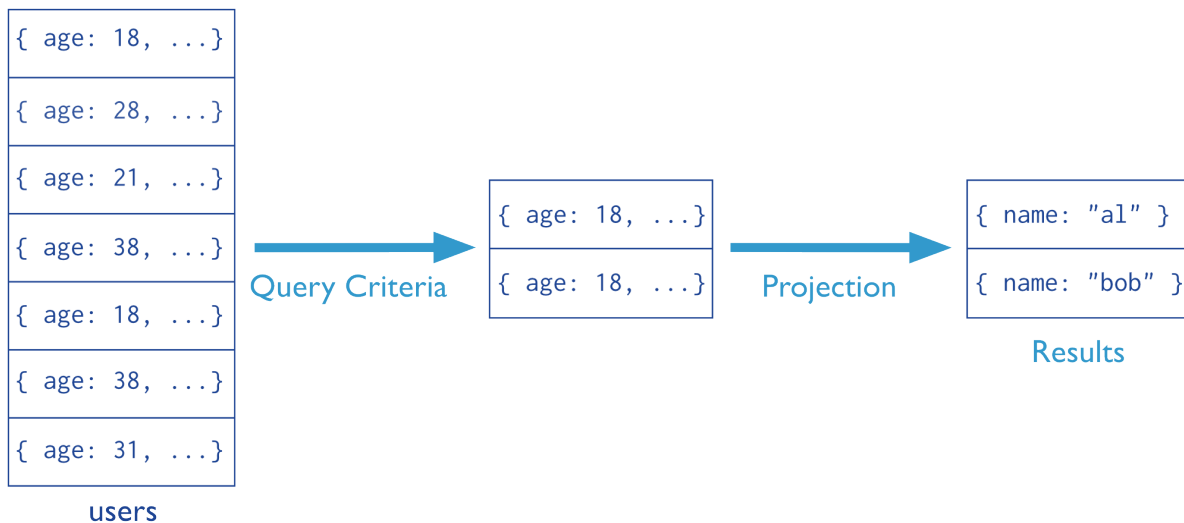 { age: 18, ...}
{ age: 28, ...}
{ age: 21, ...}
{ age: 38, ...}
{ age: 18, ...}
{ age: 38, ...}
{ age: 31, ...}
users
Query Criteria
{ age: 18, ...}
{ age: 18, ...}
Projection
{ name: "al" }
{ name: "bob" }
Results